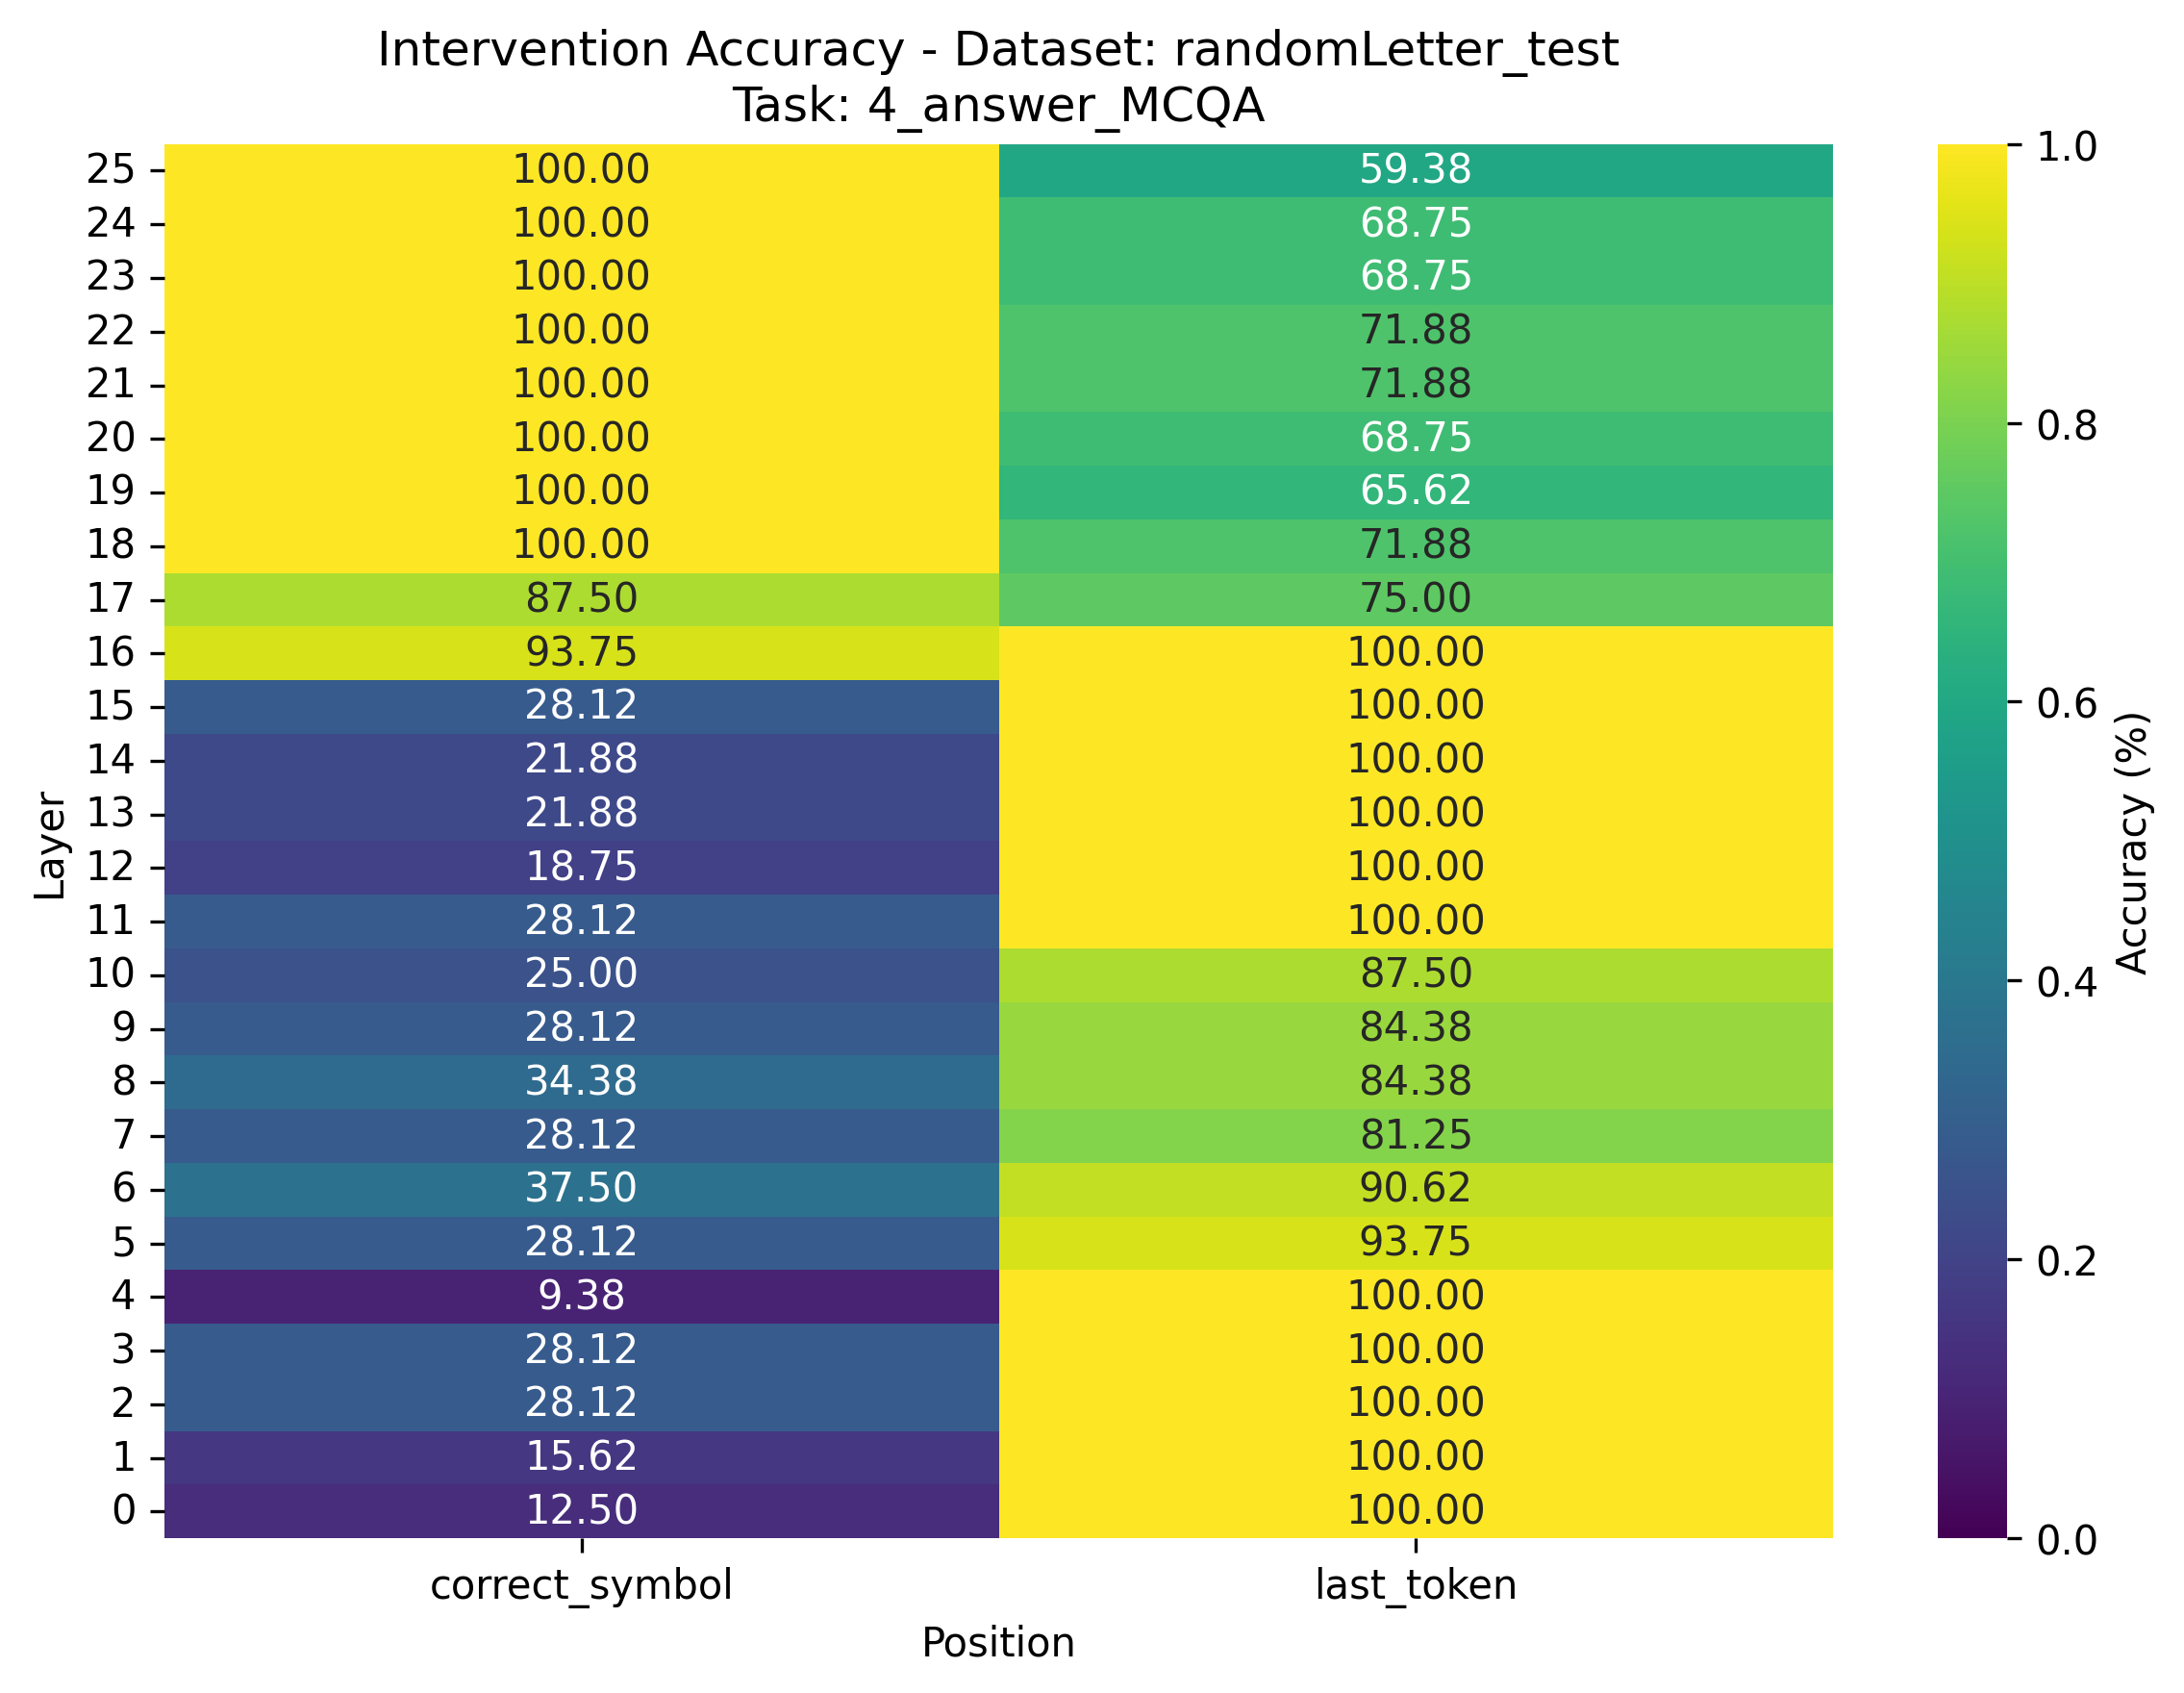 Intervention Accuracy - Dataset: randomLetter_test
Task: 4_answer_MCQA
25 100.00 59.38
24 100.00 68.75
23 100.00 68.75
22 100.00 71.88
21 100.00 71.88
20 100.00 68.75
19 100.00 65.62
18 100.00 71.88
17 87.50 75.00
16 93.75 100.00
15 28.12 100.00
14 21.88 100.00
13 21.88 100.00
12 18.75 100.00
11 28.12 100.00
10 25.00 87.50
9 28.12 84.38
8 34.38 84.38
7 28.12 81.25
6 37.50 90.62
5 28.12 93.75
4 9.38 100.00
3 28.12 100.00
2 28.12 100.00
1 15.62 100.00
0 12.50 100.00
correct_symbol last_token
Position
Layer
1.0
0.8
0.6
0.4
0.2
0.0
Accuracy (%)